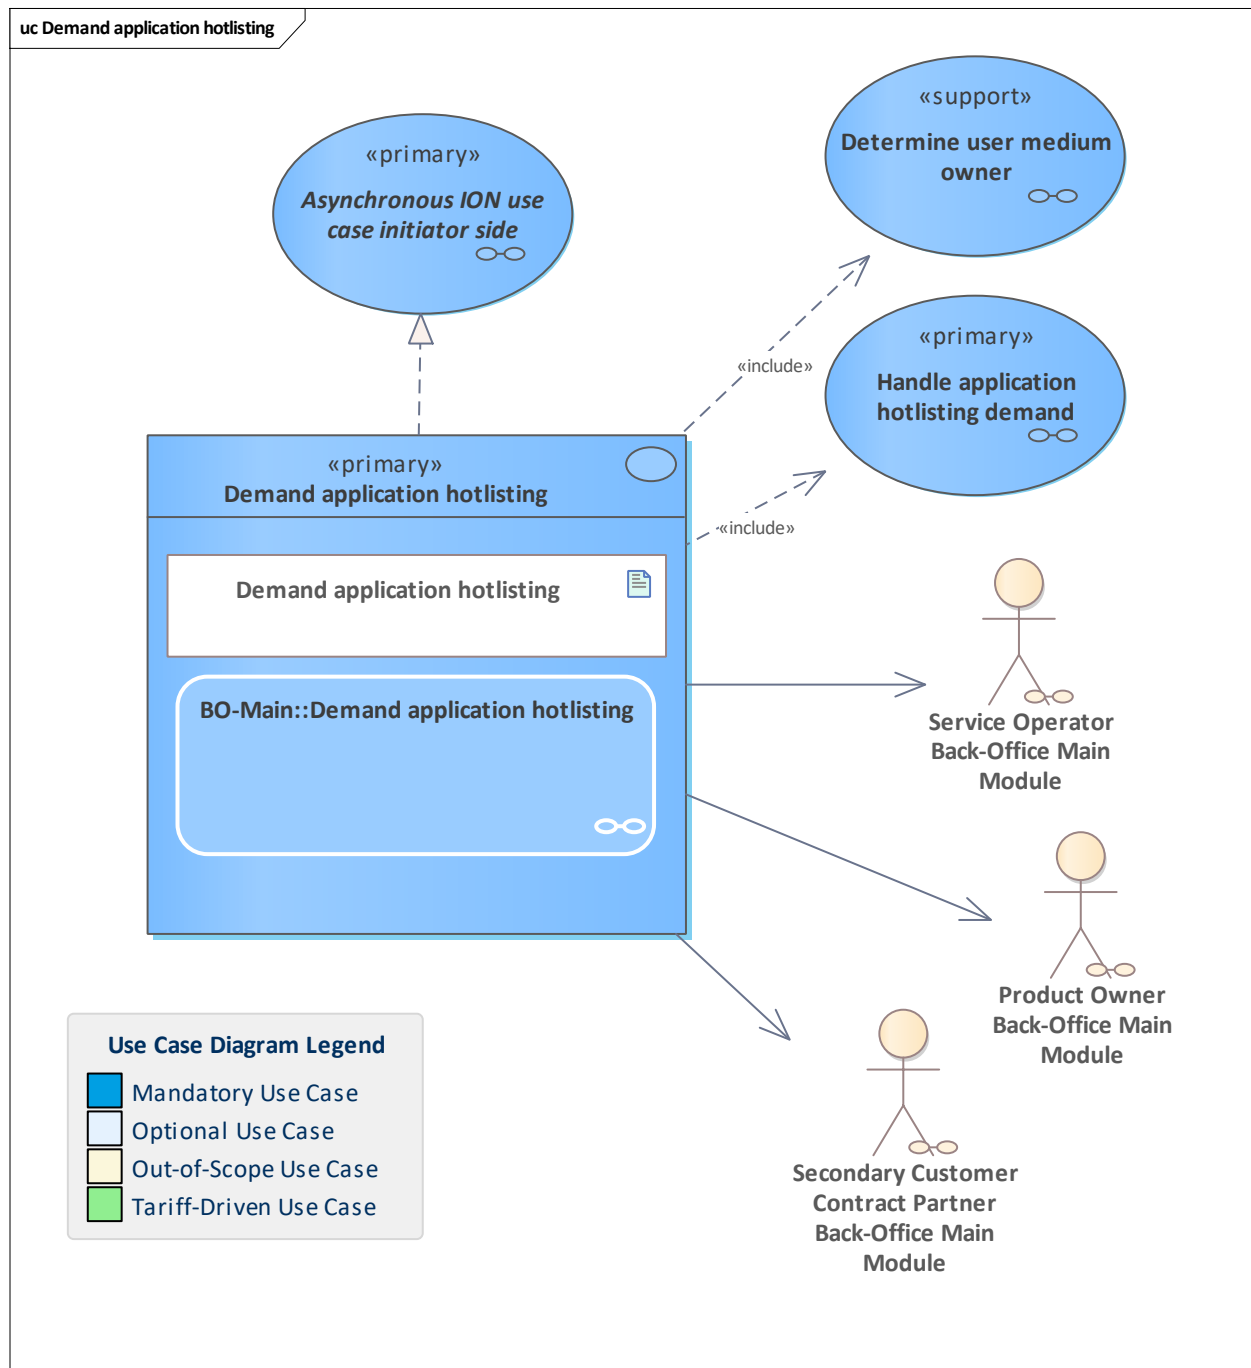 uc Demand application hotlisting
«support»
Determine user medium
owner
«primary»
Asynchronous ION use
case initiator side
«primary»
Handle application
hotlisting demand
«include»
«include»
«primary»
Demand application hotlisting
Demand application hotlisting
BO-Main::Demand application hotlisting
Service Operator
Back-Office Main
Module
Product Owner
Back-Office Main
Module
Secondary Customer
Contract Partner
Back-Office Main
Module
Use Case Diagram Legend
Mandatory Use Case
Optional Use Case
Out-of-Scope Use Case
Tariff-Driven Use Case